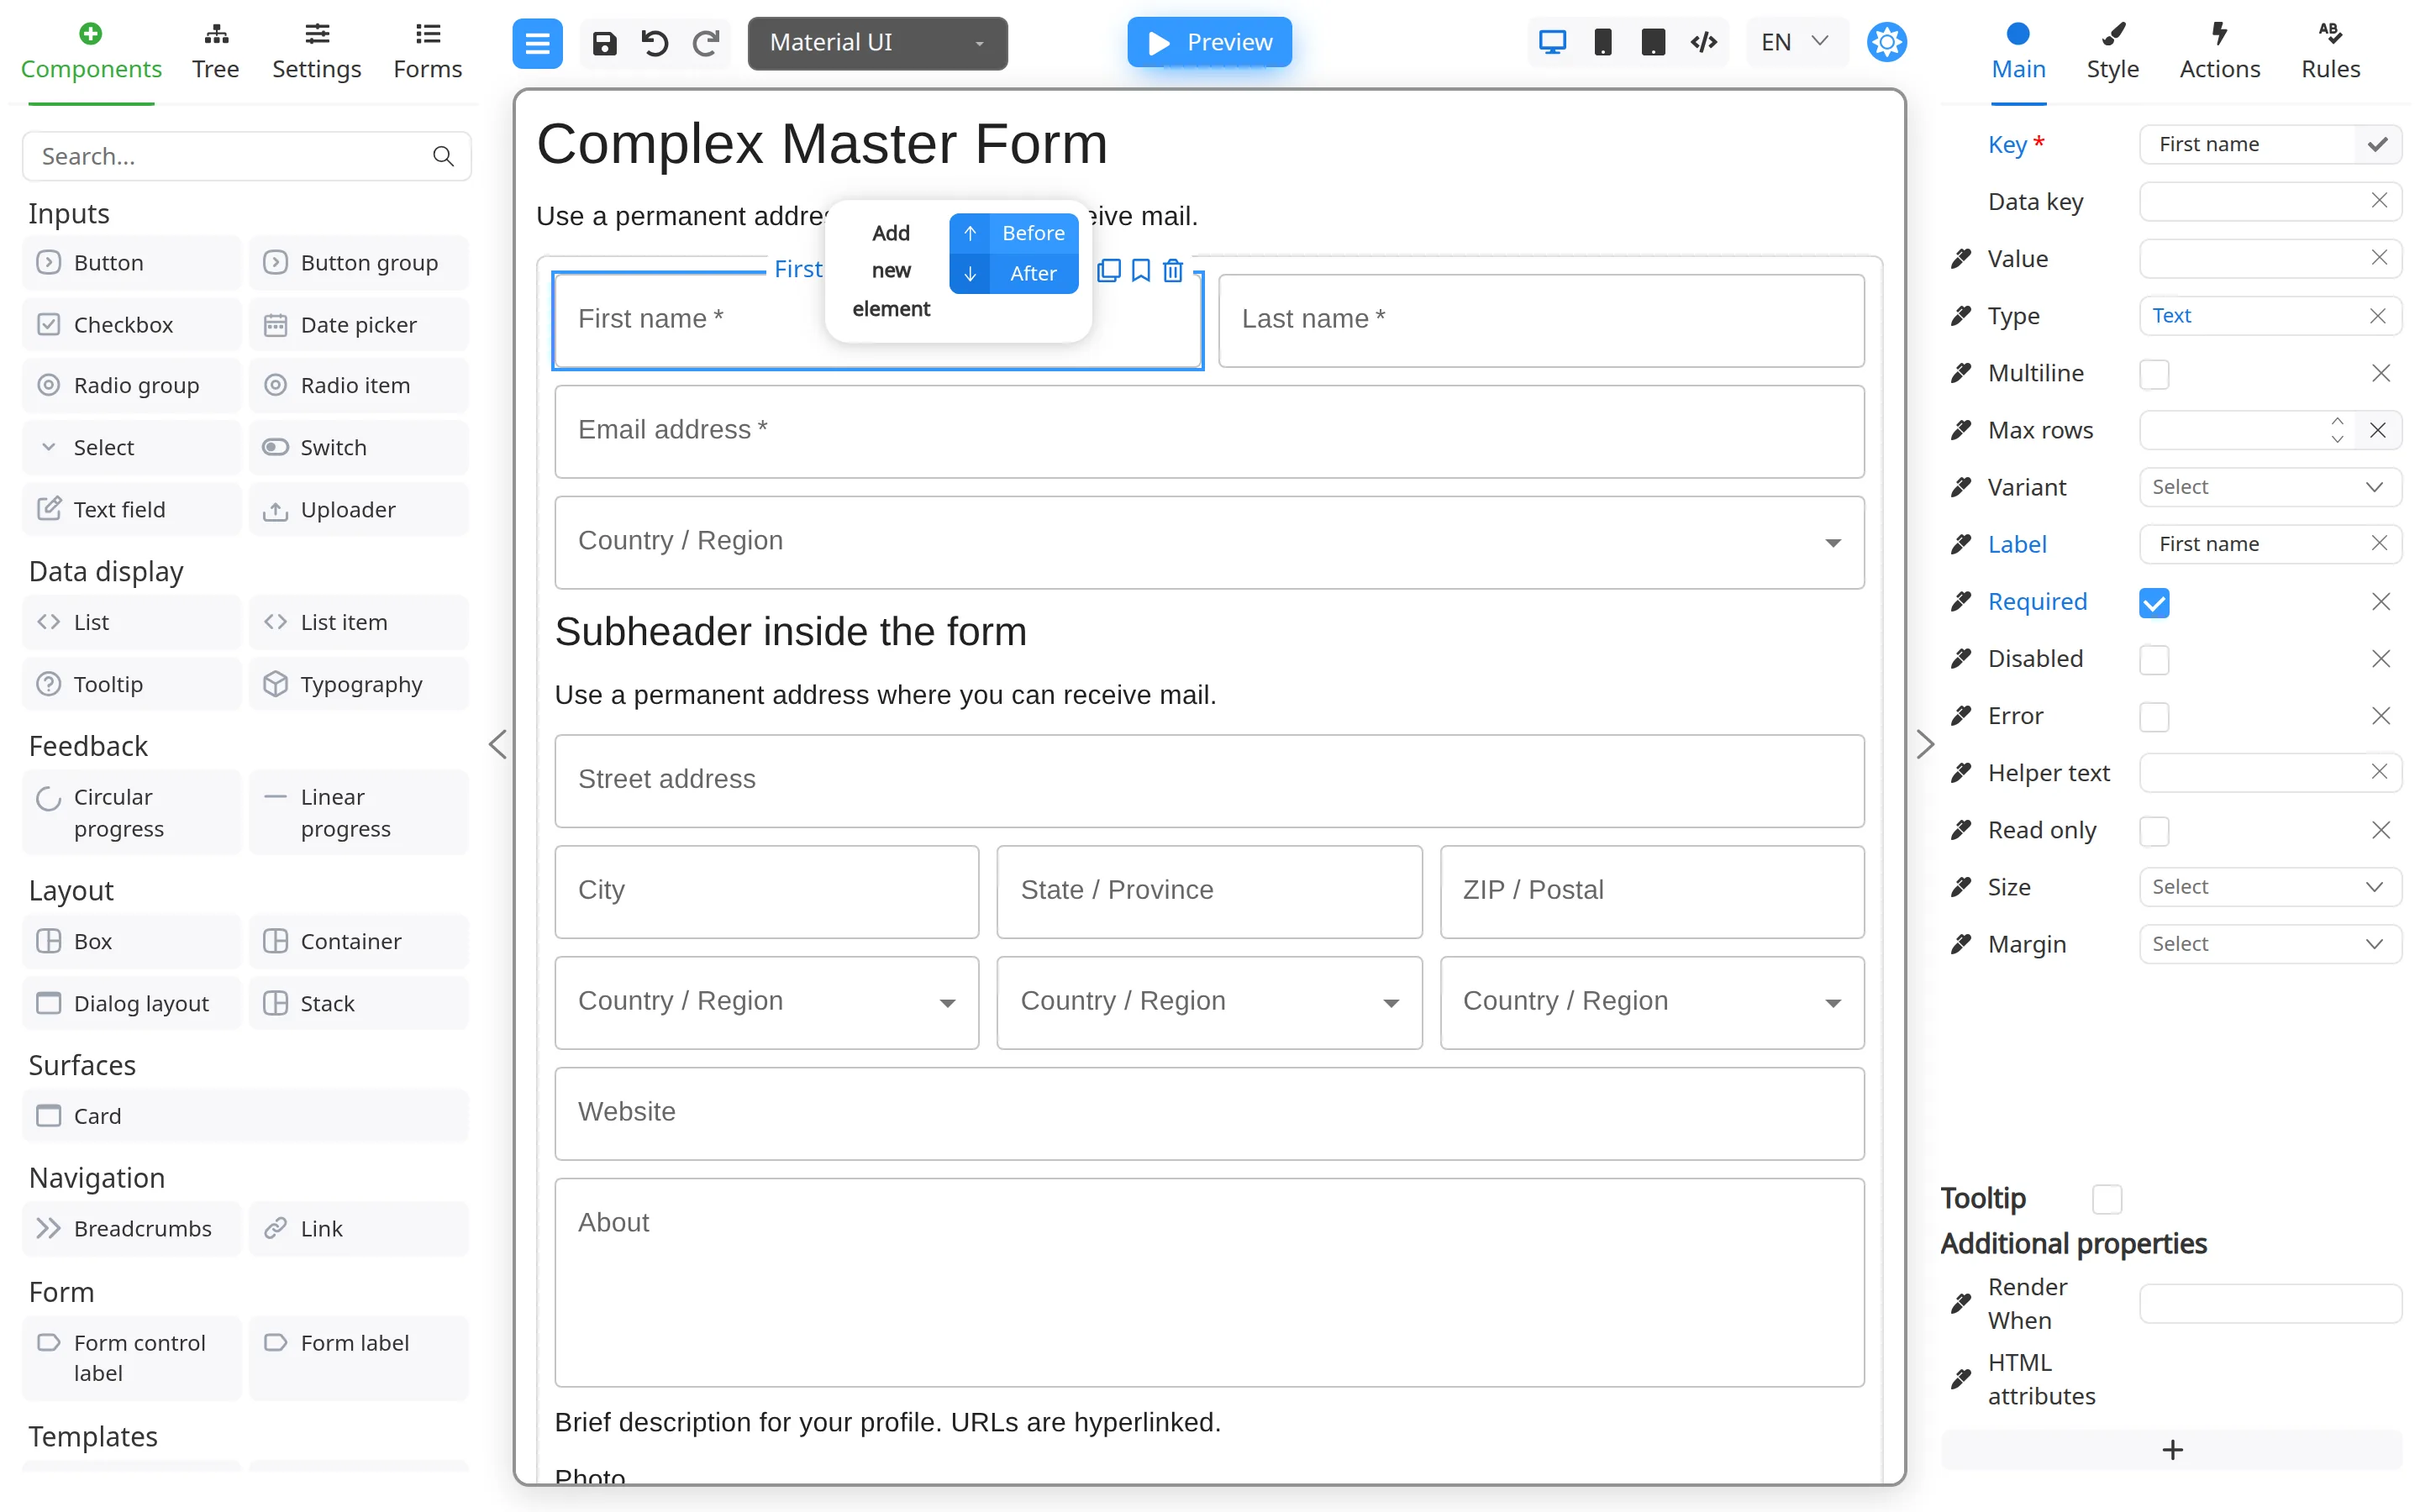 Components
Tree
Settings
Forms
Material UI
Preview
EN
Main
Style
Actions
Rules
Search...
Inputs
Button
Button group
Checkbox
Date picker
Radio group
Radio item
Select
Switch
Text field
Uploader
Data display
List
List item
Tooltip
Typography
Feedback
Circular
progress
Linear
progress
Layout
Box
Container
Dialog layout
Stack
Surfaces
Card
Navigation
Breadcrumbs
Link
Form
Form control
label
Form label
Templates
Complex Master Form
Use a permanent addre
eive mail.
Add
new
element
Before
After
First
First name *
Last name *
Email address *
Country / Region
Subheader inside the form
Use a permanent address where you can receive mail.
Street address
City
State / Province
ZIP / Postal
Country / Region
Country / Region
Country / Region
Website
About
Brief description for your profile. URLs are hyperlinked.
Photo
Key *
First name
Data key
Value
Type
Text
Multiline
Max rows
Variant
Select
Label
First name
Required
Disabled
Error
Helper text
Read only
Size
Select
Margin
Select
Tooltip
Additional properties
Render
When
HTML
attributes